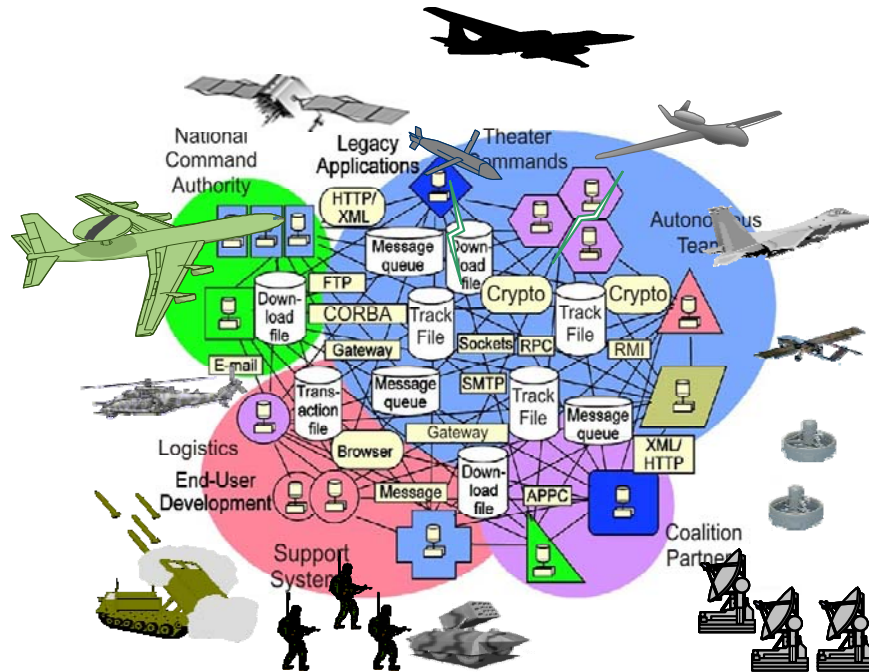 National
Command
Authority
Legacy
Applications
Theater
Commands
HTTP/
XML
Autonomous
Team
Message
queue
Down-
load
file
FTP
Crypto
Crypto
Down-
load
file
CORBA
Track
File
Track
File
Gateway
Sockets
RPC
RMI
E-mail
Trans-
action
file
Message
queue
SMTP
Track
File
Message
queue
Logistics
Gateway
Browser
XML/
HTTP
End-User
Development
Down-
load
file
Message
APPC
Coalition
Partner
Support
System